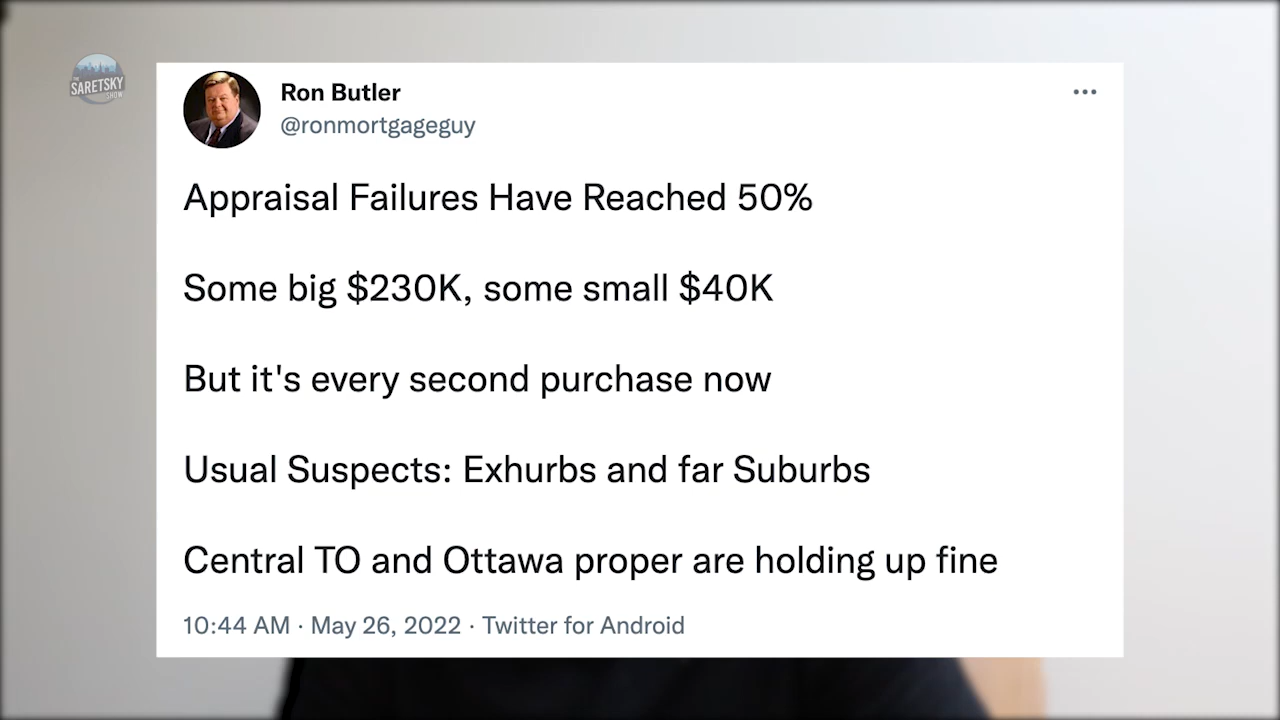 THE
SARETSKY
SHOW
Ron Butler
@ronmortgageguy
Appraisal Failures Have Reached 50%
Some big $230K, some small $40K
But it's every second purchase now
Usual Suspects: Exhurbs and far Suburbs
Central TO and Ottawa proper are holding up fine
10:44 AM · May 26, 2022 · Twitter for Android